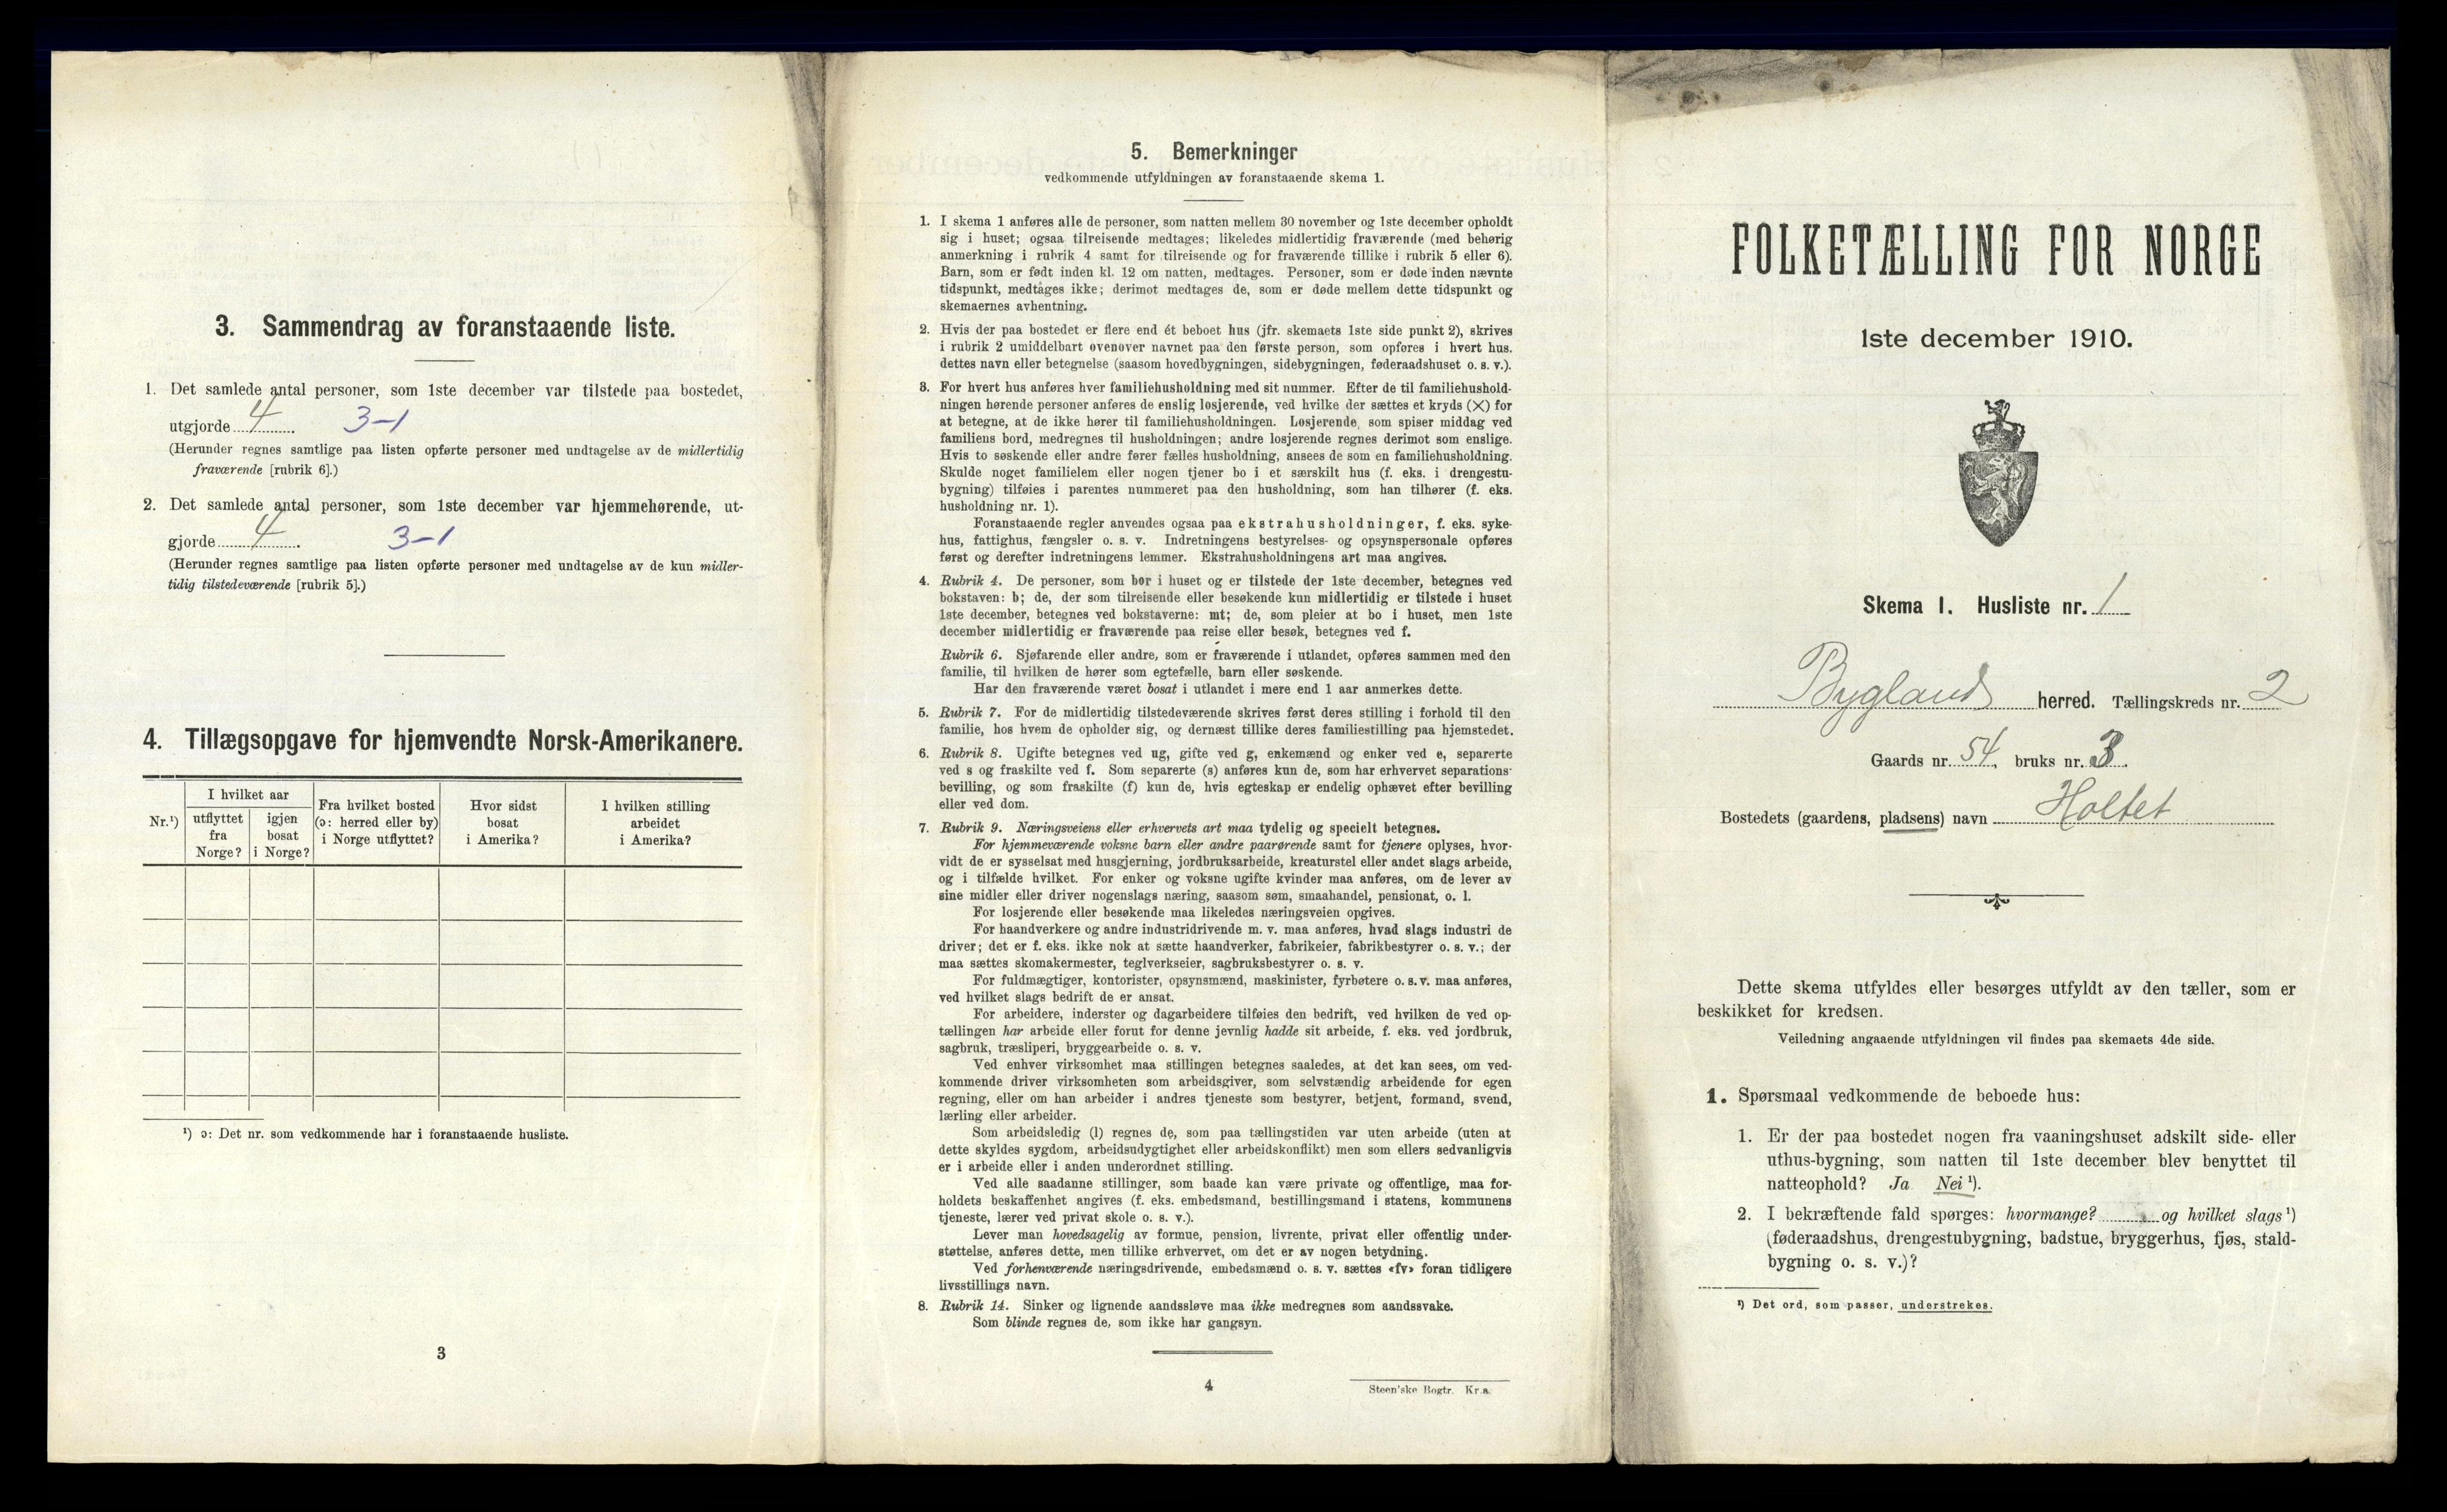 3. Sammendrag av foranstaaende liste.
1. Det samlede antal personer, som 1ste december var tilstede paa bostedet,
utgjorde 4. 3-1
(Herunder regnes samtlige paa listen opførte personer med undtagelse av de midlertidig
fraværende [rubrik 6].)
2. Det samlede antal personer, som 1ste december var hjemmehørende, ut-
gjorde 4. 3-1
(Herunder regnes samtlige paa listen opførte personer med undtagelse av de kun midler-
tidig tilstedeværende [rubrik 5].)
4. Tillægsopgave for hjemvendte Norsk-Amerikanere.
Nr.¹)
I hvilket aar
utflyttet
fra
Norge?
igjen
bosat
i Norge?
Fra hvilket bosted
(ɔ: herred eller by)
i Norge utflyttet?
Hvor sidst
bosat
i Amerika?
I hvilken stilling
arbeidet
i Amerika?
¹) ɔ: Det nr. som vedkommende har i foranstaaende husliste.
3
5. Bemerkninger
vedkommende utfyldningen av foranstaaende skema 1.
1. I skema 1 anføres alle de personer, som natten mellem 30 november og 1ste december opholdt
sig i huset; ogsaa tilreisende medtages; likeledes midlertidig fraværende (med behørig
anmerkning i rubrik 4 samt for tilreisende og for fraværende tillike i rubrik 5 eller 6).
Barn, som er født inden kl. 12 om natten, medtages. Personer, som er døde inden nævnte
tidspunkt, medtages ikke; derimot medtages de, som er døde mellem dette tidspunkt og
skemaernes avhentning.
2. Hvis der paa bostedet er flere end ét beboet hus (jfr. skemaets 1ste side punkt 2), skrives
i rubrik 2 umiddelbart ovenover navnet paa den første person, som opføres i hvert hus.
dettes navn eller betegnelse (saasom hovedbygningen, sidebygningen, føderaadshuset o. s. v.).
3. For hvert hus anføres hver familiehusholdning med sit nummer. Efter de til familiehushold-
ningen hørende personer anføres de enslig losjerende, ved hvilke der sættes et kryds (×) for
at betegne, at de ikke hører til familiehusholdningen. Losjerende, som spiser middag ved
familiens bord, medregnes til husholdningen; andre losjerende regnes derimot som enslige.
Hvis to søskende eller andre fører fælles husholdning, ansees de som en familiehusholdning.
Skulde noget familielem eller nogen tjener bo i et særskilt hus (f. eks. i drengestu-
bygning) tilføies i parentes nummeret paa den husholdning, som han tilhører (f. eks.
husholdning nr. 1).
Foranstaaende regler anvendes ogsaa paa ekstrahusholdninger, f. eks. syke-
hus, fattighus, fængsler o. s. v. Indretningens bestyrelses- og opsynspersonale opføres
først og derefter indretningens lemmer. Ekstrahusholdningens art maa angives.
4. Rubrik 4. De personer, som bor i huset og er tilstede der 1ste december, betegnes ved
bokstaven: b; de, der som tilreisende eller besøkende kun midlertidig er tilstede i huset
1ste december, betegnes ved bokstaverne: mt; de, som pleier at bo i huset, men 1ste
december midlertidig er fraværende paa reise eller besøk, betegnes ved f.
Rubrik 6. Sjøfarende eller andre, som er fraværende i utlandet, opføres sammen med den
familie, til hvilken de hører som egtefælle, barn eller søskende.
Har den fraværende været bosat i utlandet i mere end 1 aar anmerkes dette.
5. Rubrik 7. For de midlertidig tilstedeværende skrives først deres stilling i forhold til den
familie, hos hvem de opholder sig, og dernæst tillike deres familiestilling paa hjemstedet.
6. Rubrik 8. Ugifte betegnes ved ug, gifte ved g, enkemænd og enker ved e, separerte
ved s og fraskilte ved f. Som separerte (s) anføres kun de, som har erhvervet separations-
bevilling, og som fraskilte (f) kun de, hvis egteskap er endelig ophævet efter bevilling
eller ved dom.
7. Rubrik 9. Næringsveiens eller erhvervets art maa tydelig og specielt betegnes.
For hjemmeværende voksne barn eller andre paarørende samt for tjenere oplyses, hvor-
vidt de er sysselsat med husgjerning, jordbruksarbeide, kreaturstel eller andet slags arbeide,
og i tilfælde hvilket. For enker og voksne ugifte kvinder maa anføres, om de lever av
sine midler eller driver nogenslags næring, saasom søm, smaahandel, pensionat, o. l.
For losjerende eller besøkende maa likeledes næringsveien opgives.
For haandverkere og andre industridrivende m. v. maa anføres, hvad slags industri de
driver; det er f. eks. ikke nok at sætte haandverker, fabrikeier, fabrikbestyrer o. s. v.; der
maa sættes skomakermester, teglverkseier, sagbruksbestyrer o. s. v.
For fuldmægtiger, kontorister, opsynsmænd, maskinister, fyrbøtere o. s. v. maa anføres,
ved hvilket slags bedrift de er ansat.
For arbeidere, inderster og dagarbeidere tilføies den bedrift, ved hvilken de ved op-
tællingen har arbeide eller forut for denne jevnlig hadde sit arbeide, f. eks. ved jordbruk,
sagbruk, træsliperi, bryggearbeide o. s. v.
Ved enhver virksomhet maa stillingen betegnes saaledes, at det kan sees, om ved-
kommende driver virksomheten som arbeidsgiver, som selvstændig arbeidende for egen
regning, eller om han arbeider i andres tjeneste som bestyrer, betjent, formand, svend,
lærling eller arbeider.
Som arbeidsledig (l) regnes de, som paa tællingstiden var uten arbeide (uten at
dette skyldes sygdom, arbeidsudygtighet eller arbeidskonflikt) men som ellers sedvanligvis
er i arbeide eller i anden underordnet stilling.
Ved alle saadanne stillinger, som baade kan være private og offentlige, maa for-
holdets beskaffenhet angives (f. eks. embedsmand, bestillingsmand i statens, kommunens
tjeneste, lærer ved privat skole o. s. v.).
Lever man hovedsagelig av formue, pension, livrente, privat eller offentlig under-
støttelse, anføres dette, men tillike erhvervet, om det er av nogen betydning.
Ved forhenværende næringsdrivende, embedsmænd o. s. v. sættes «fv» foran tidligere
livsstillings navn.
8. Rubrik 14. Sinker og lignende aandssløve maa ikke medregnes som aandssvake.
Som blinde regnes de, som ikke har gangsyn.
4
Steen'ske Bogtr. Kr.a.
FOLKETÆLLING FOR NORGE
1ste december 1910.
Skema 1. Husliste nr. 1
Byglands herred. Tællingskreds nr. 2
Gaards nr. 54, bruks nr. 3.
Bostedets (gaardens, pladsens) navn Holtet
Dette skema utfyldes eller besørges utfyldt av den tæller, som er
beskikket for kredsen.
Veiledning angaaende utfyldningen vil findes paa skemaets 4de side.
1. Spørsmaal vedkommende de beboede hus:
1. Er der paa bostedet nogen fra vaaningshuset adskilt side- eller
uthus-bygning, som natten til 1ste december blev benyttet til
natteophold? Ja Nei ¹).
2. I bekræftende fald spørges: hvormange? og hvilket slags ¹)
(føderaadshus, drengestubygning, badstue, bryggerhus, fjøs, stald-
bygning o. s. v.)?
¹) Det ord, som passer, understrekes.